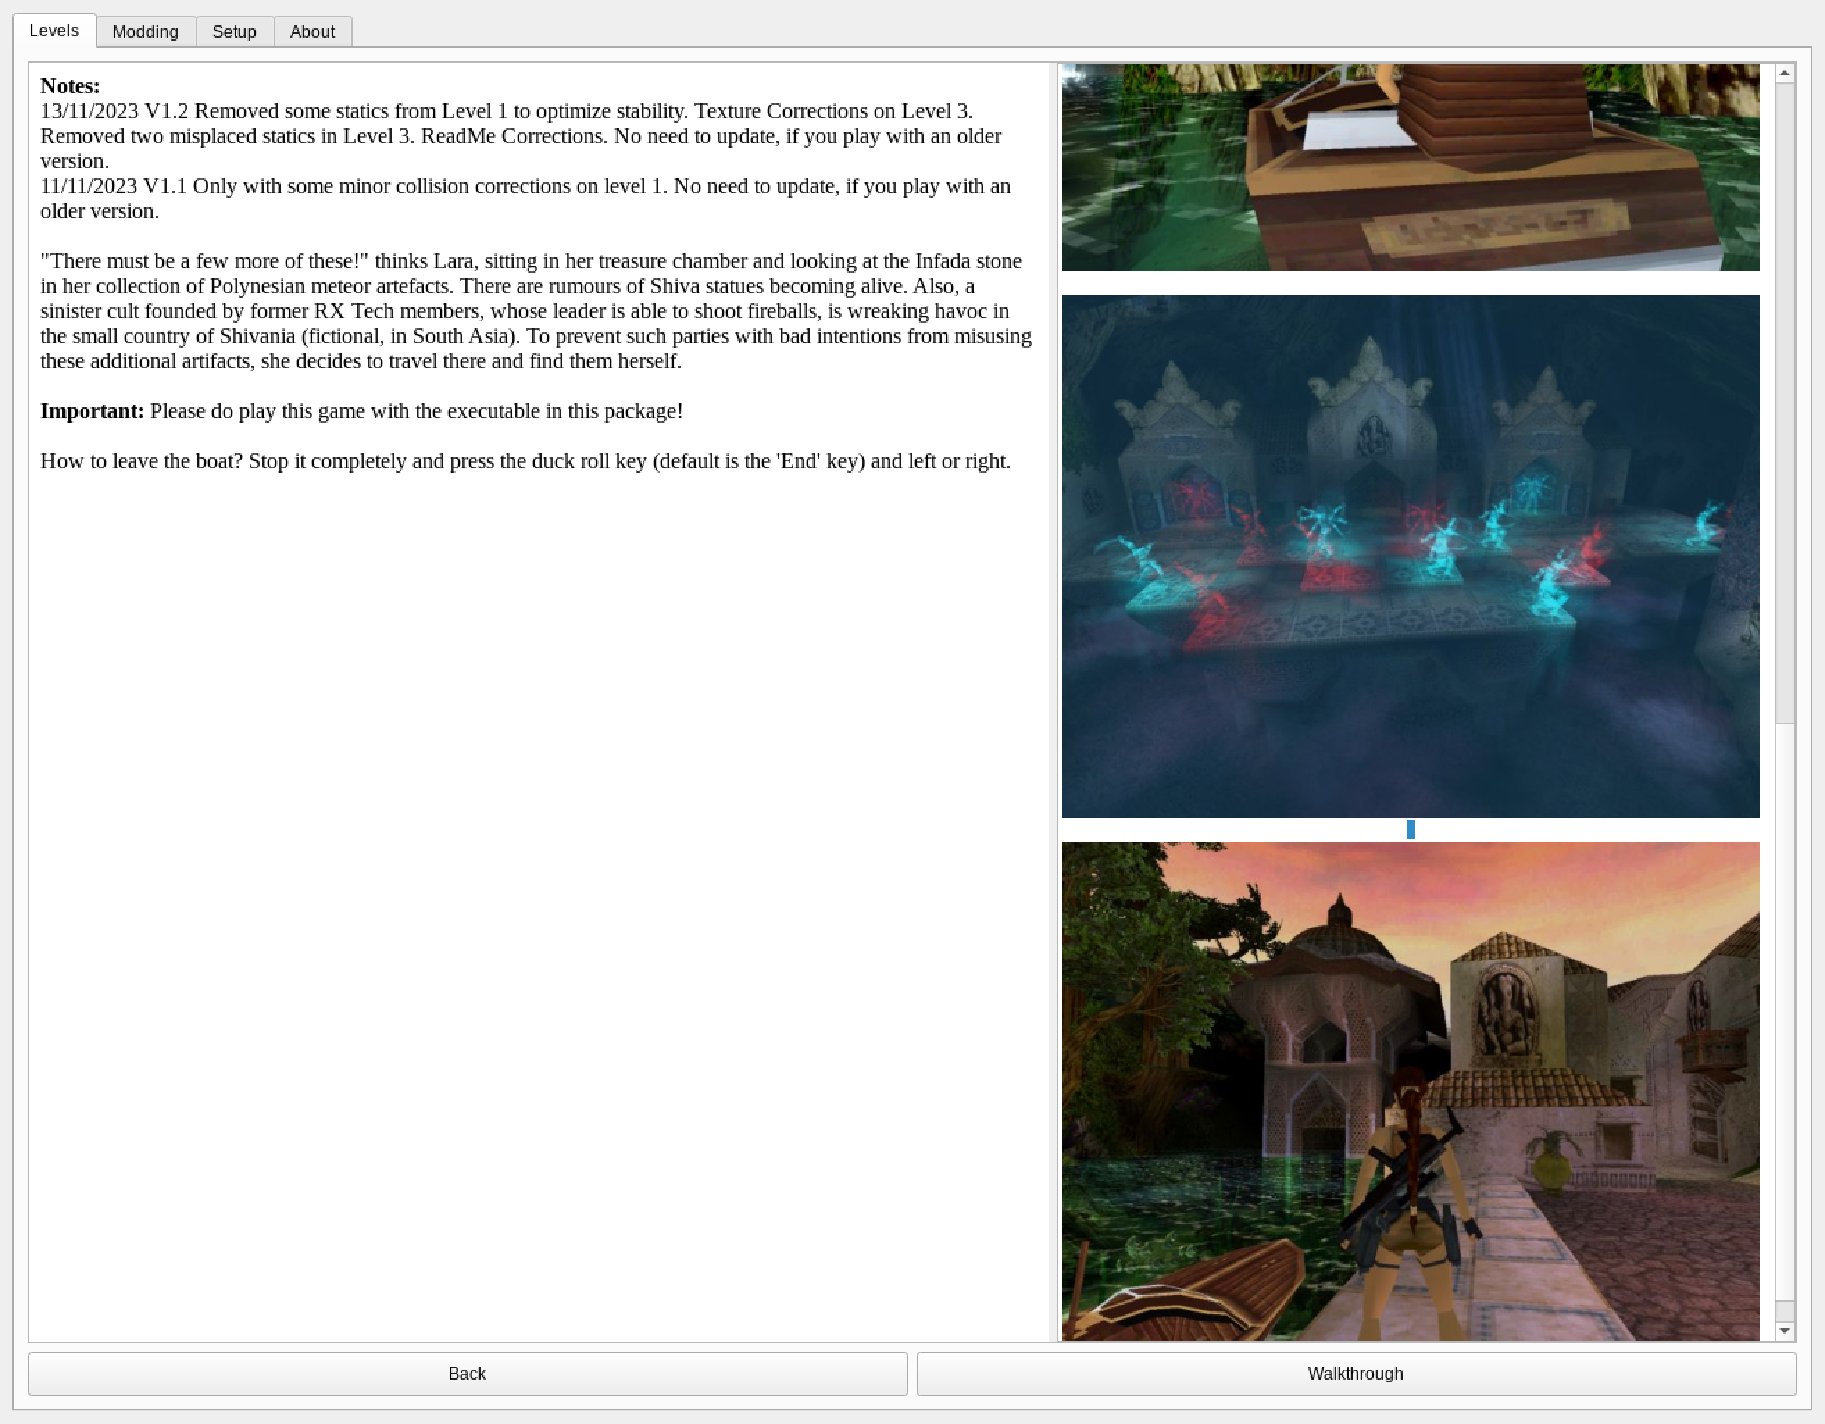 Levels
Modding
Setup
About
Notes:
13/11/2023 V1.2 Removed some statics from Level 1 to optimize stability. Texture Corrections on Level 3.
Removed two misplaced statics in Level 3. ReadMe Corrections. No need to update, if you play with an older
version.
11/11/2023 V1.1 Only with some minor collision corrections on level 1. No need to update, if you play with an
older version.
"There must be a few more of these!" thinks Lara, sitting in her treasure chamber and looking at the Infada stone
in her collection of Polynesian meteor artefacts. There are rumours of Shiva statues becoming alive. Also, a
sinister cult founded by former RX Tech members, whose leader is able to shoot fireballs, is wreaking havoc in
the small country of Shivania (fictional, in South Asia). To prevent such parties with bad intentions from misusing
these additional artifacts, she decides to travel there and find them herself.
Important: Please do play this game with the executable in this package!
How to leave the boat? Stop it completely and press the duck roll key (default is the 'End' key) and left or right.
Back
Walkthrough